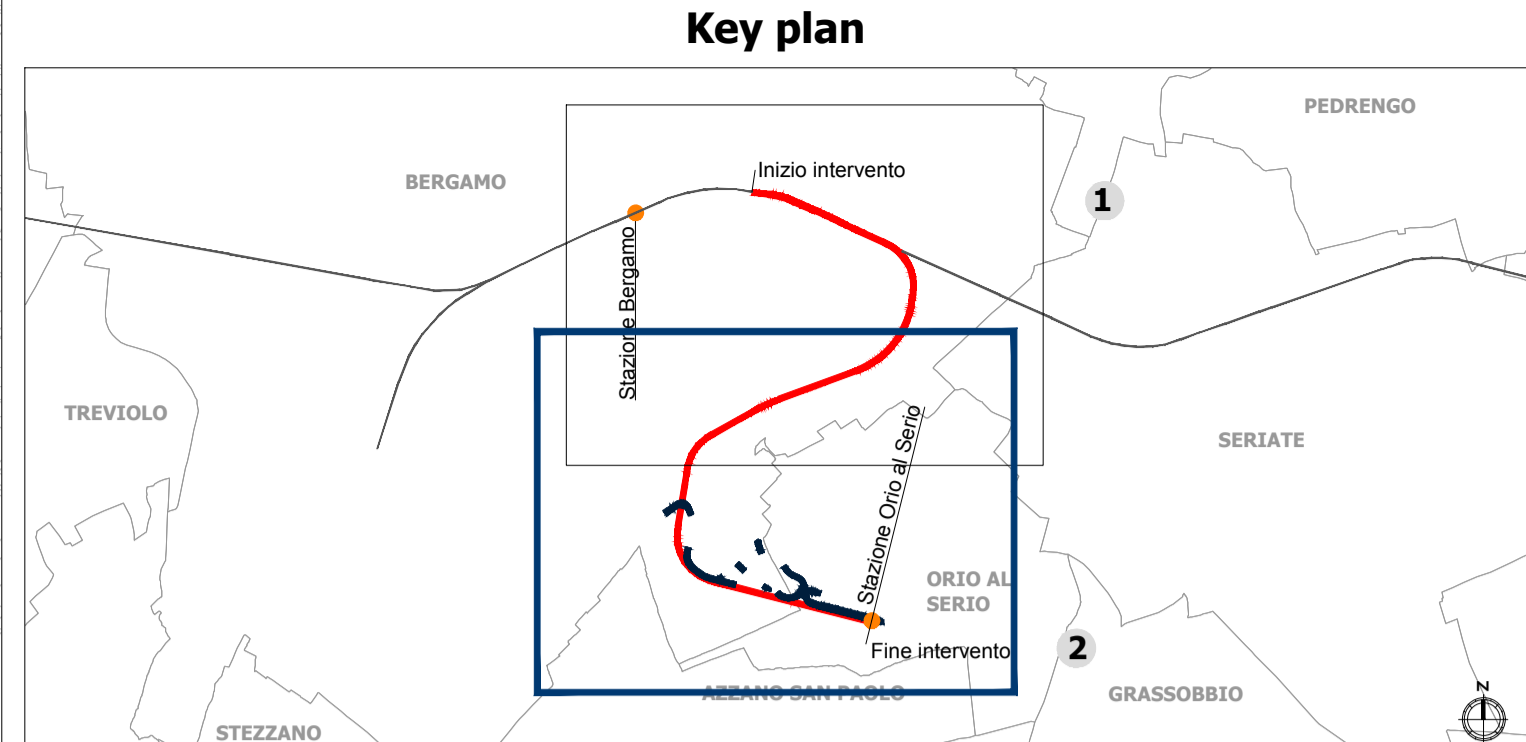 Key plan
PEDRENGO
Inizio intervento
BERGAMO
1
Stazione Bergamo
TREVIOLO
SERIATE
Stazione Orio al Serio
ORIO AL
SERIO
Fine intervento
2
AZZANO SAN PAOLO
GRASSOBBIO
STEZZANO
N